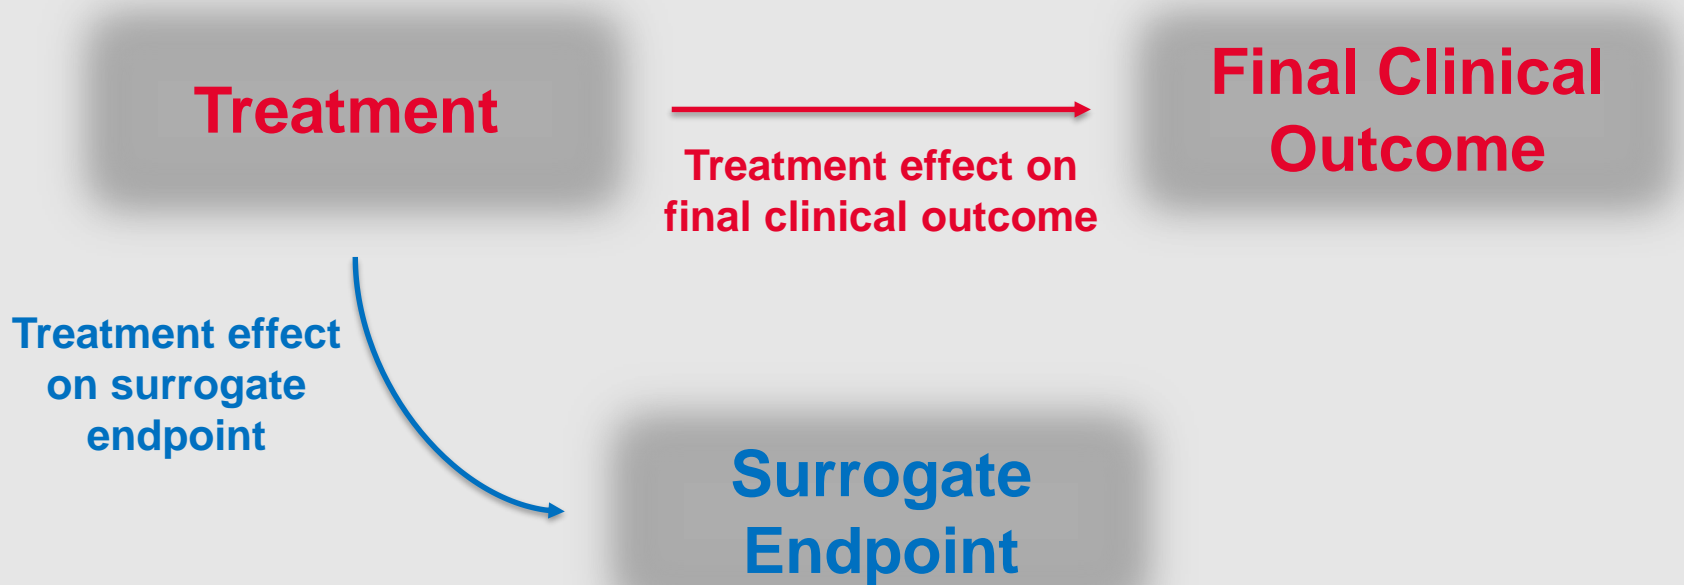 Treatment
Final Clinical
Outcome
Treatment effect on
final clinical outcome
Treatment effect
on surrogate
endpoint
Surrogate
Endpoint